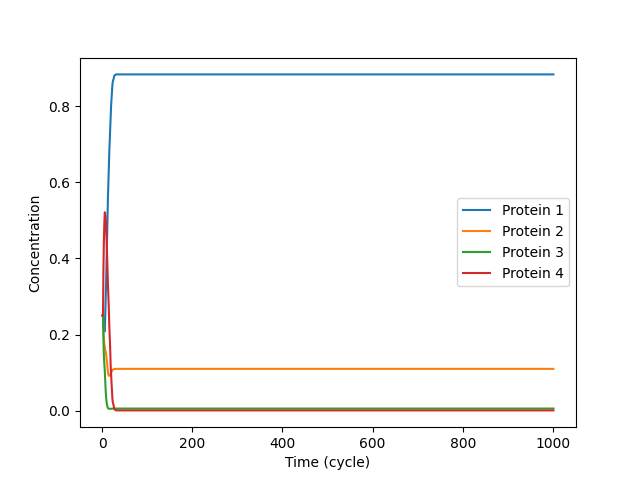 Concentration
0.8
0.6
0.4
0.2
0.0
0
200
400
600
800
1000
Time (cycle)
Protein 1
Protein 2
Protein 3
Protein 4